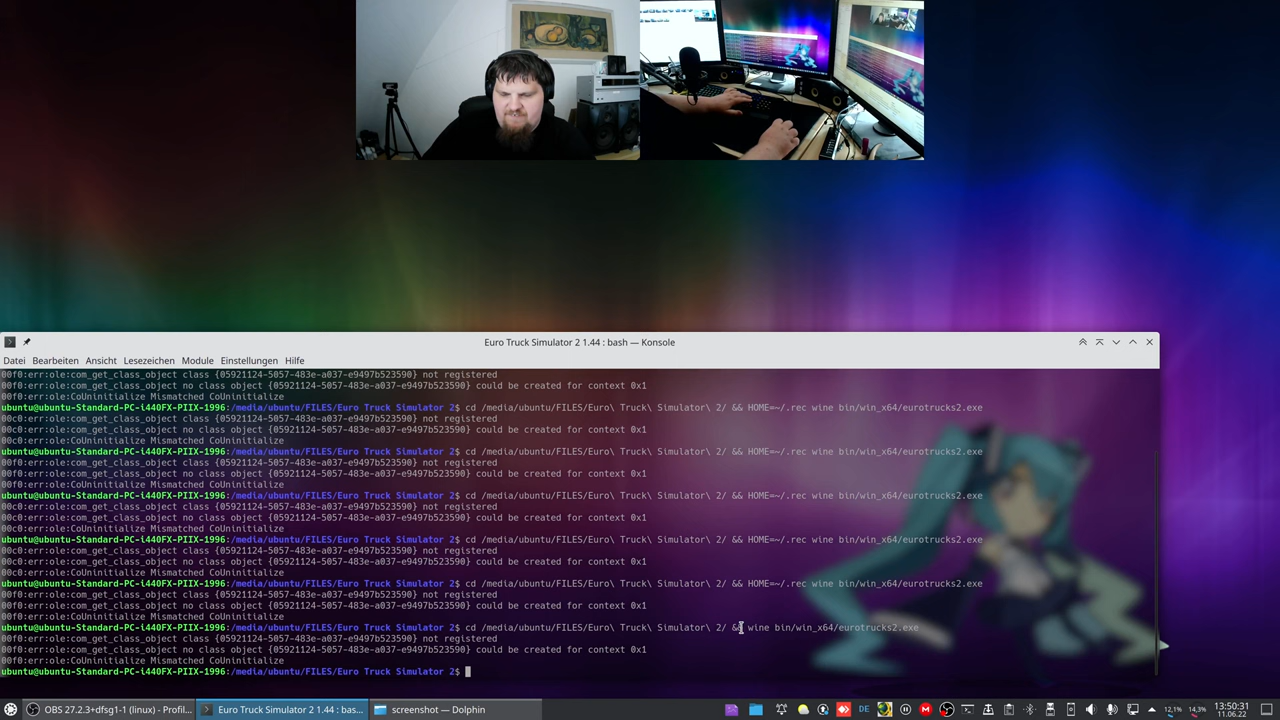 Euro Truck Simulator 2 1.44 : bash — Konsole
Datei Bearbeiten Ansicht Lesezeichen Module Einstellungen Hilfe
00f0:err:ole:com_get_class_object class {05921124-5057-483e-a037-e9497b523590} not registered
00f0:err:ole:com_get_class_object no class object {05921124-5057-483e-a037-e9497b523590} could be created for context 0x1
00f0:err:ole:CoUninitialize Mismatched CoUninitialize
ubuntu@ubuntu-Standard-PC-i440FX-PIIX-1996:/media/ubuntu/FILES/Euro Truck Simulator 2$ cd /media/ubuntu/FILES/Euro\ Truck\ Simulator\ 2/ && HOME=~/.rec wine bin/win_x64/eurotrucks2.exe
00c0:err:ole:com_get_class_object class {05921124-5057-483e-a037-e9497b523590} not registered
00c0:err:ole:com_get_class_object no class object {05921124-5057-483e-a037-e9497b523590} could be created for context 0x1
00c0:err:ole:CoUninitialize Mismatched CoUninitialize
ubuntu@ubuntu-Standard-PC-i440FX-PIIX-1996:/media/ubuntu/FILES/Euro Truck Simulator 2$ cd /media/ubuntu/FILES/Euro\ Truck\ Simulator\ 2/ && HOME=~/.rec wine bin/win_x64/eurotrucks2.exe
00f0:err:ole:com_get_class_object class {05921124-5057-483e-a037-e9497b523590} not registered
00f0:err:ole:com_get_class_object no class object {05921124-5057-483e-a037-e9497b523590} could be created for context 0x1
00f0:err:ole:CoUninitialize Mismatched CoUninitialize
ubuntu@ubuntu-Standard-PC-i440FX-PIIX-1996:/media/ubuntu/FILES/Euro Truck Simulator 2$ cd /media/ubuntu/FILES/Euro\ Truck\ Simulator\ 2/ && HOME=~/.rec wine bin/win_x64/eurotrucks2.exe
00f0:err:ole:com_get_class_object class {05921124-5057-483e-a037-e9497b523590} not registered
00f0:err:ole:com_get_class_object no class object {05921124-5057-483e-a037-e9497b523590} could be created for context 0x1
00f0:err:ole:CoUninitialize Mismatched CoUninitialize
ubuntu@ubuntu-Standard-PC-i440FX-PIIX-1996:/media/ubuntu/FILES/Euro Truck Simulator 2$ cd /media/ubuntu/FILES/Euro\ Truck\ Simulator\ 2/ && HOME=~/.rec wine bin/win_x64/eurotrucks2.exe
00f0:err:ole:com_get_class_object class {05921124-5057-483e-a037-e9497b523590} not registered
00f0:err:ole:com_get_class_object no class object {05921124-5057-483e-a037-e9497b523590} could be created for context 0x1
00f0:err:ole:CoUninitialize Mismatched CoUninitialize
ubuntu@ubuntu-Standard-PC-i440FX-PIIX-1996:/media/ubuntu/FILES/Euro Truck Simulator 2$ cd /media/ubuntu/FILES/Euro\ Truck\ Simulator\ 2/ && HOME=~/.rec wine bin/win_x64/eurotrucks2.exe
00f0:err:ole:com_get_class_object class {05921124-5057-483e-a037-e9497b523590} not registered
00f0:err:ole:com_get_class_object no class object {05921124-5057-483e-a037-e9497b523590} could be created for context 0x1
00f0:err:ole:CoUninitialize Mismatched CoUninitialize
ubuntu@ubuntu-Standard-PC-i440FX-PIIX-1996:/media/ubuntu/FILES/Euro Truck Simulator 2$ cd /media/ubuntu/FILES/Euro\ Truck\ Simulator\ 2/ && wine bin/win_x64/eurotrucks2.exe
00f0:err:ole:com_get_class_object class {05921124-5057-483e-a037-e9497b523590} not registered
00f0:err:ole:com_get_class_object no class object {05921124-5057-483e-a037-e9497b523590} could be created for context 0x1
00f0:err:ole:CoUninitialize Mismatched CoUninitialize
ubuntu@ubuntu-Standard-PC-i440FX-PIIX-1996:/media/ubuntu/FILES/Euro Truck Simulator 2$
OBS 27.2.3+dfsg1-1 (linux) - Profil... Euro Truck Simulator 2 1.44 : bas... screenshot — Dolphin DE 12,1% 14,3% 13:50:31
11.06.22